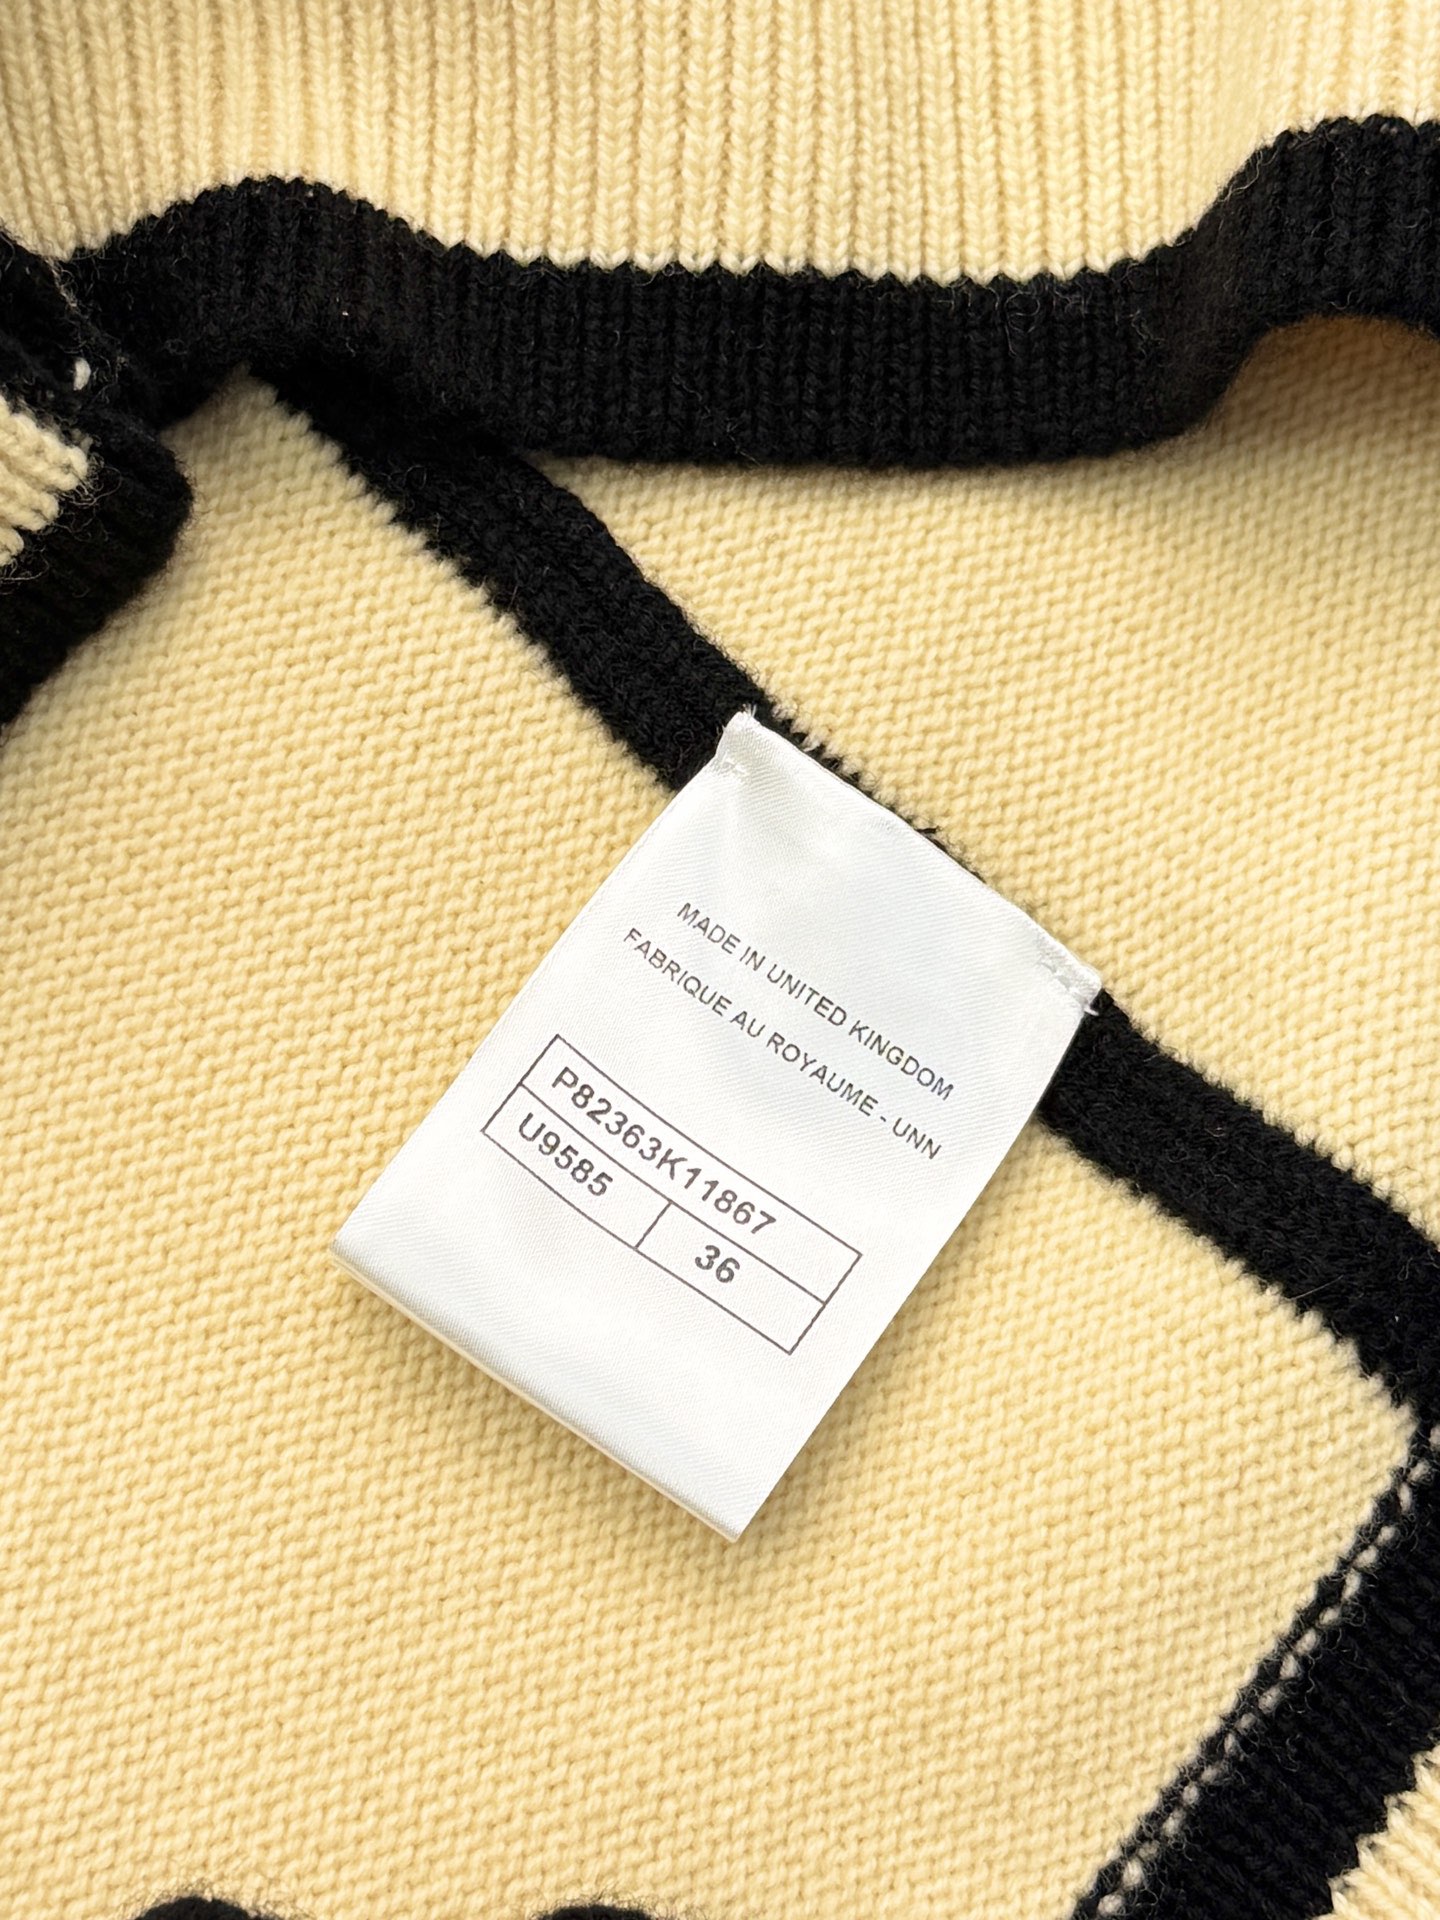 MADE IN UNITED KINGDOM
FABRIQUE AU ROYAUME - UNN
P82363K11867
U9585 36